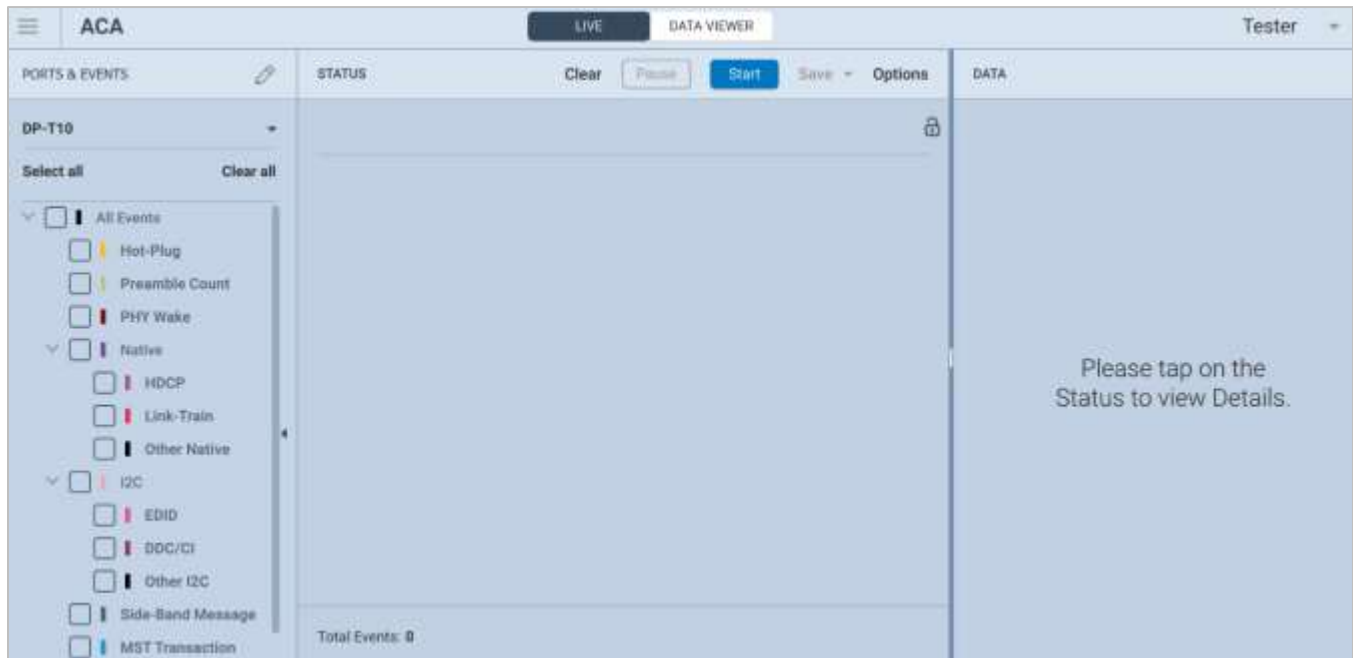 ACA
LIVE
DATA VIEWER
Tester
PORTS & EVENTS
STATUS
Clear
Pause
Start
Save
Options
DATA
DP-T10
Select all
Clear all
All Events
Hot-Plug
Preamble Count
PHY Wake
Native
HDCP
Link-Train
Other Native
I2C
EDID
DDC/CI
Other I2C
Side-Band Message
MST Transaction
Total Events: 0
Please tap on the
Status to view Details.